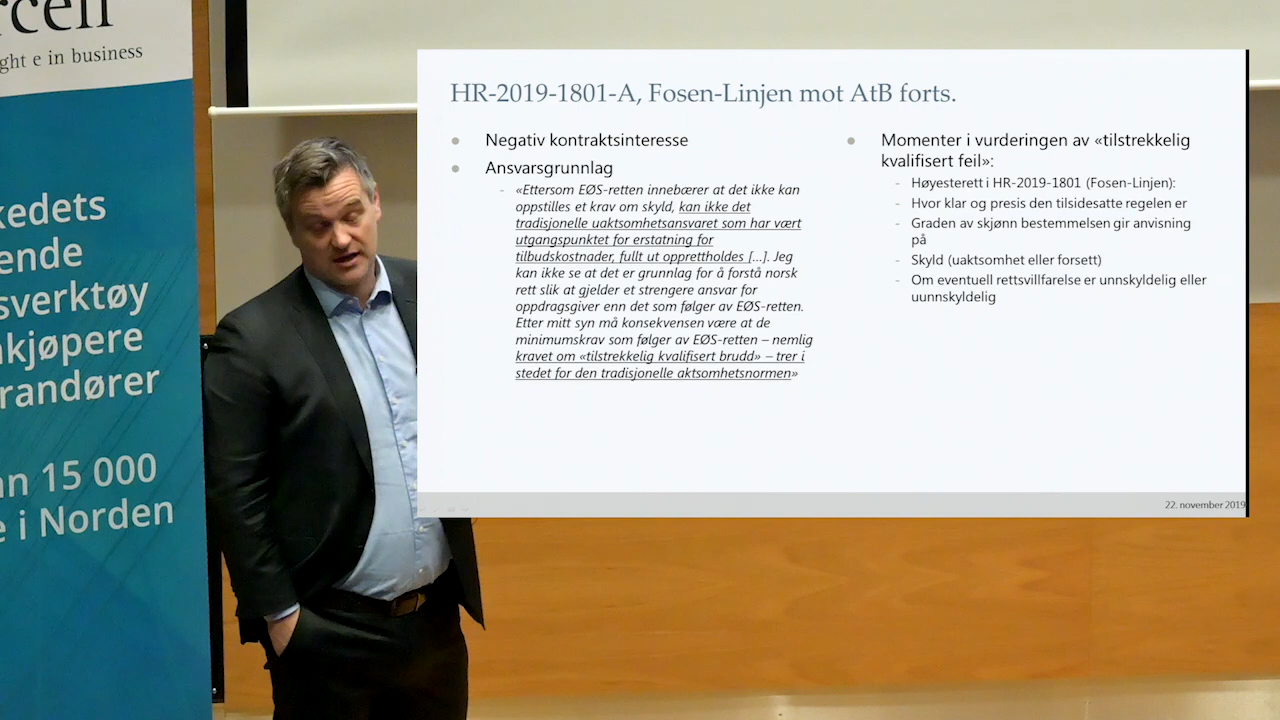 ght e in business
kedets
ende
sverktøy
kjøpere
randører
n 15 000
e i Norden
HR-2019-1801-A, Fosen-Linjen mot AtB forts.
Negativ kontraktsinteresse
Ansvarsgrunnlag
- «Ettersom EØS-retten innebærer at det ikke kan
oppstilles et krav om skyld, kan ikke det
tradisjonelle uaktsomhetsansvaret som har vært
utgangspunktet for erstatning for
tilbudskostnader, fullt ut opprettholdes [...]. Jeg
kan ikke se at det er grunnlag for å forstå norsk
rett slik at gjelder et strengere ansvar for
oppdragsgiver enn det som følger av EØS-retten.
Etter mitt syn må konsekvensen være at de
minimumskrav som følger av EØS-retten – nemlig
kravet om «tilstrekkelig kvalifisert brudd» – trer i
stedet for den tradisjonelle aktsomhetsnormen»
Momenter i vurderingen av «tilstrekkelig
kvalifisert feil»:
- Høyesterett i HR-2019-1801 (Fosen-Linjen):
- Hvor klar og presis den tilsidesatte regelen er
- Graden av skjønn bestemmelsen gir anvisning
på
- Skyld (uaktsomhet eller forsett)
- Om eventuell rettsvillfarelse er unnskyldelig eller
uunnskyldelig
22. november 2019